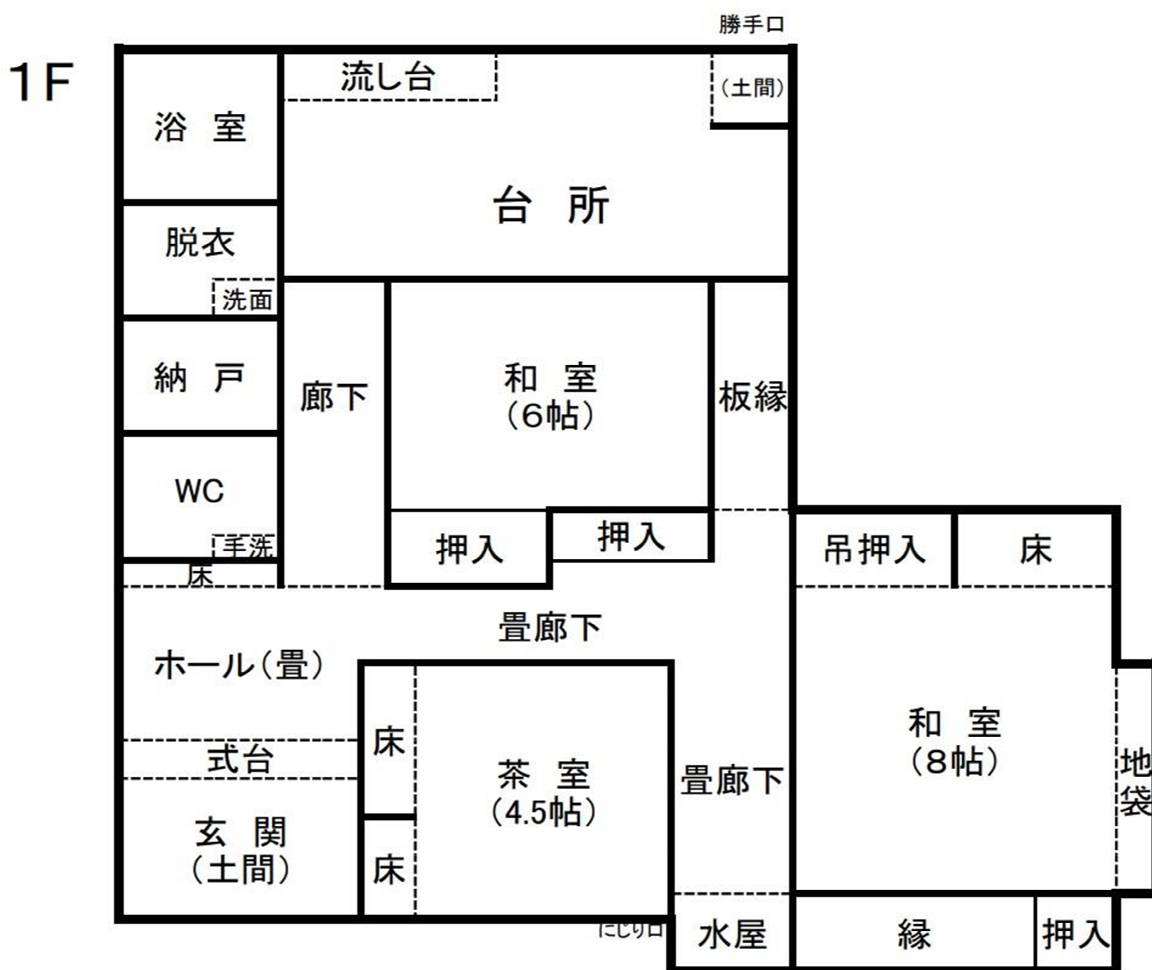 勝手口
1F
流し台
(土間)
浴 室
台 所
脱衣
洗面
納 戸
廊下
和 室
(6帖)
板縁
WC
手洗
押入
押入
吊押入
床
床
畳廊下
ホール(畳)
式台
床
茶 室
(4.5帖)
畳廊下
和 室
(8帖)
地
袋
玄 関
(土間)
床
にじり口
水屋
縁
押入